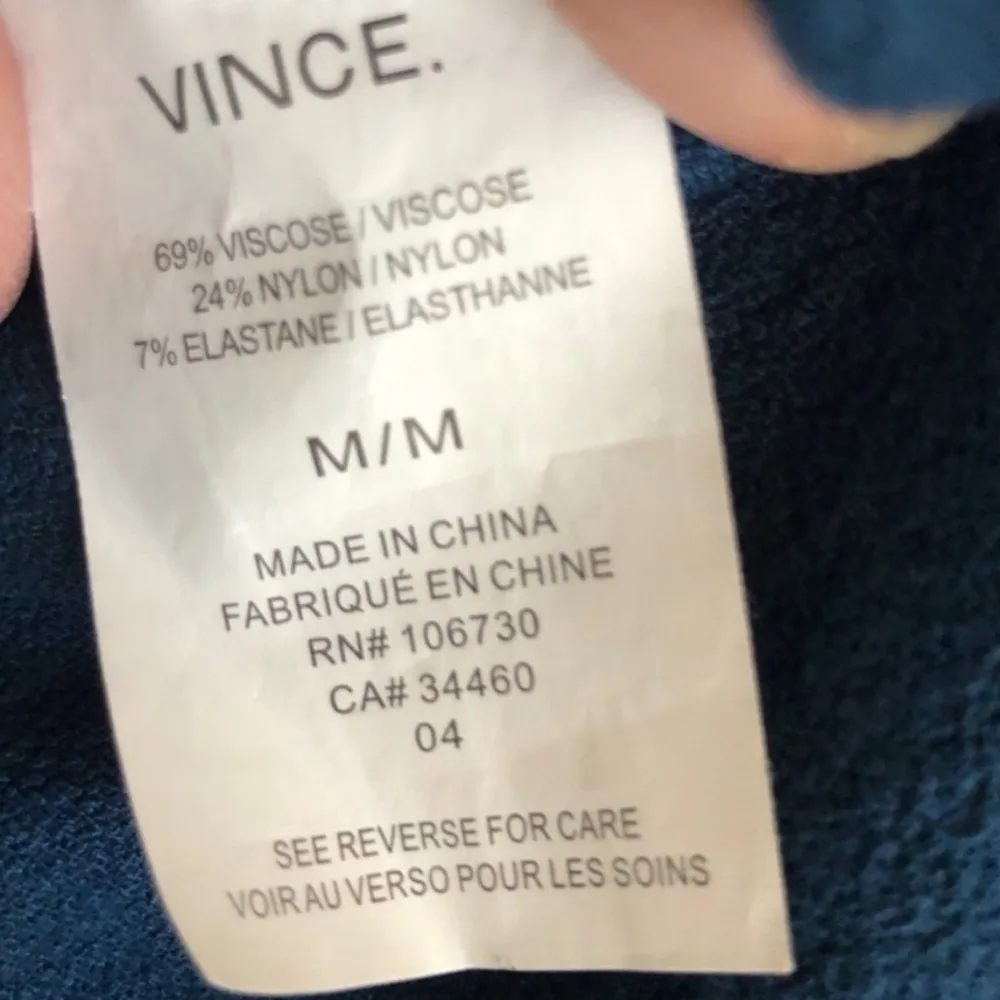 VINCE.
69% VISCOSE / VISCOSE
24% NYLON / NYLON
7% ELASTANE / ELASTHANNE
M/M
MADE IN CHINA
FABRIQUÉ EN CHINE
RN# 106730
CA# 34460
04
SEE REVERSE FOR CARE
VOIR AU VERSO POUR LES SOINS